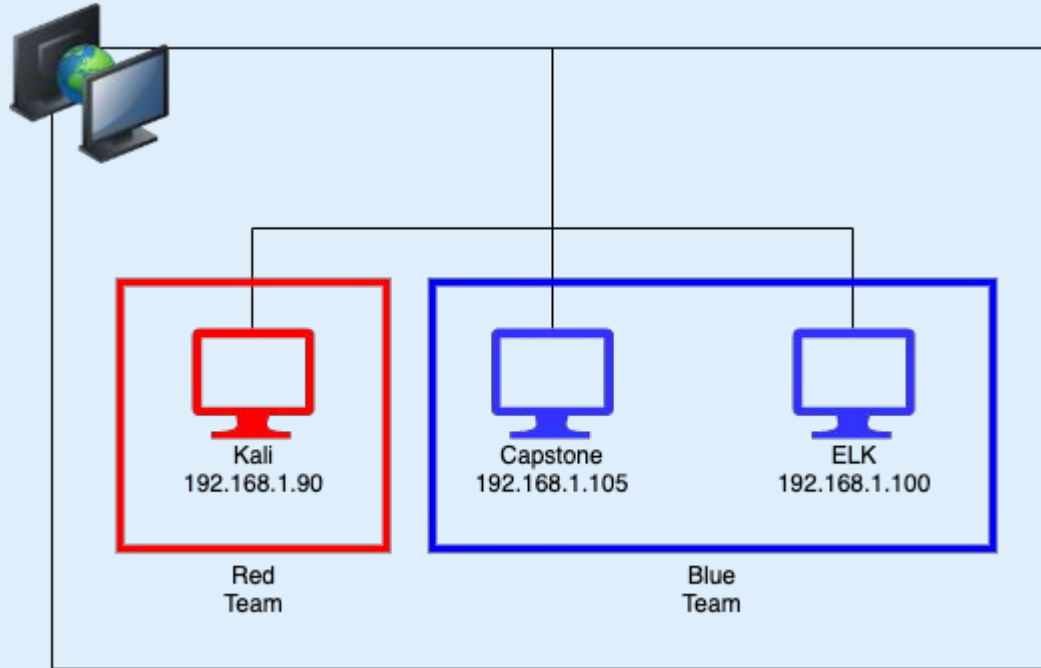 Kali
192.168.1.90
Capstone
192.168.1.105
ELK
192.168.1.100
Red
Team
Blue
Team